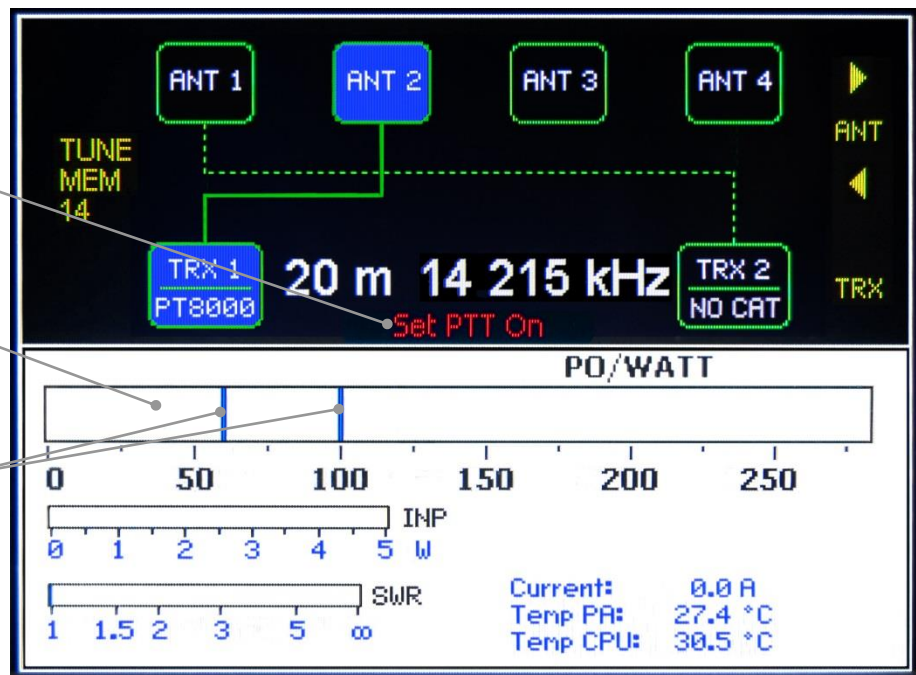 ANT 1 ANT 2 ANT 3 ANT 4
ANT
TUNE
MEM
14
TRX 1
PT8000
20 m 14 215 kHz
TRX 2
NO CAT
TRX
Set PTT On
PO/WATT
0 50 100 150 200 250
INP
0 1 2 3 4 5 W
SWR
1 1.5 2 3 5 ∞
Current: 0.0 A
Temp PA: 27.4 °C
Temp CPU: 30.5 °C